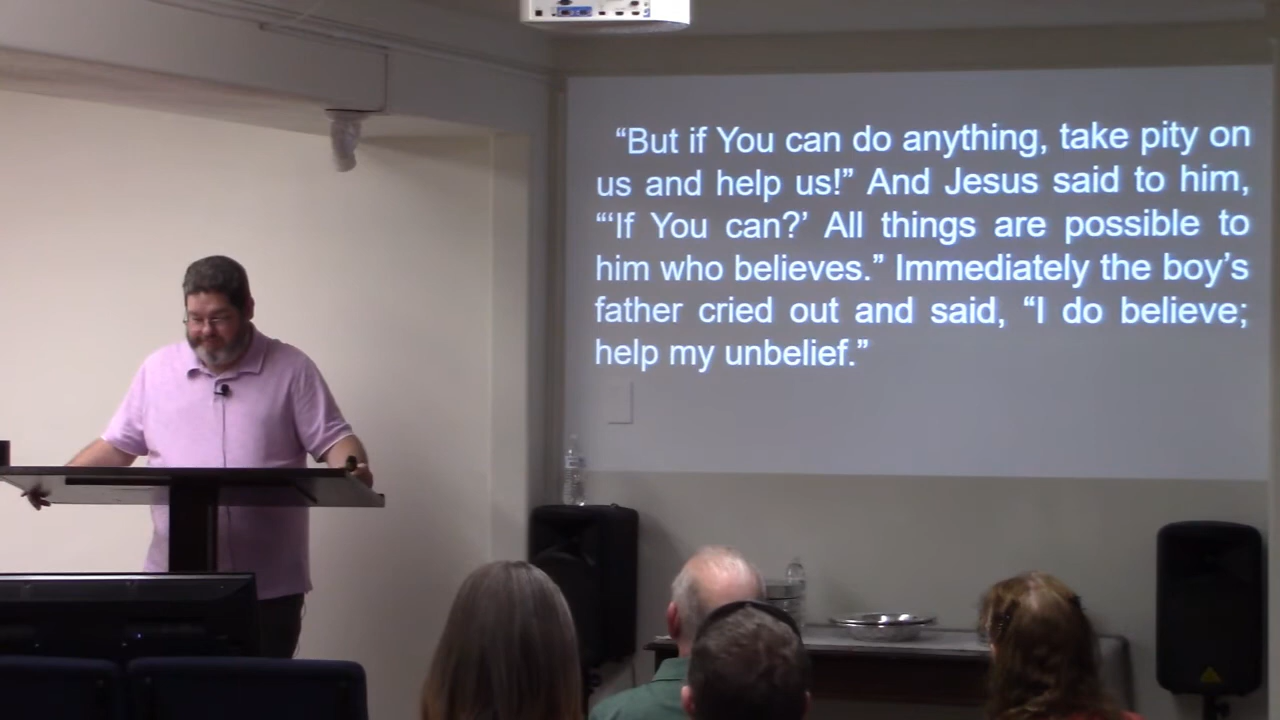 “But if You can do anything, take pity on
us and help us!” And Jesus said to him,
“‘If You can?’ All things are possible to
him who believes.” Immediately the boy’s
father cried out and said, “I do believe;
help my unbelief.”